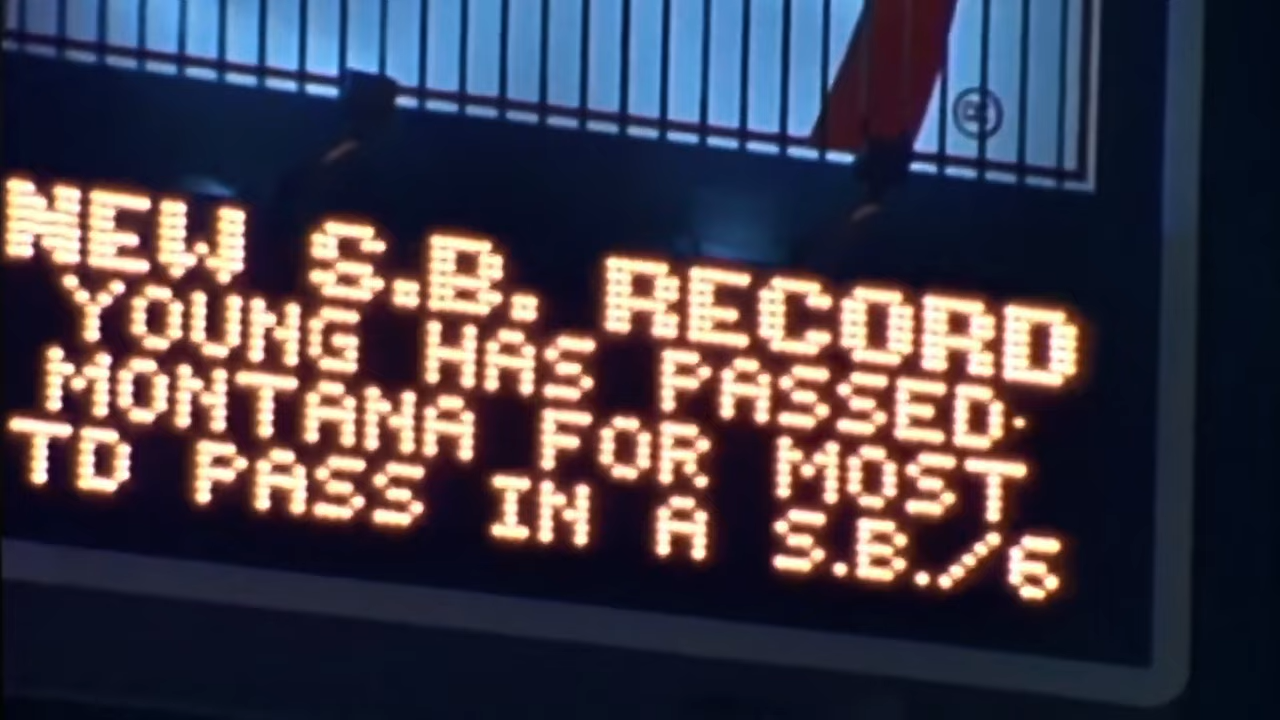 ®
NEW S.B. RECORD
YOUNG HAS PASSED
MONTANA FOR MOST
TD PASS IN A S.B./6